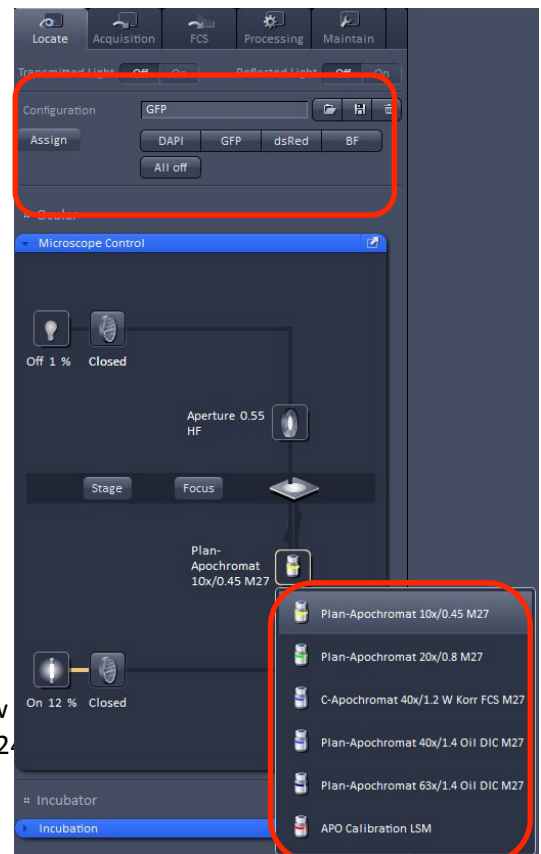 Locate Acquisition FCS Processing Maintain
Transmitted Light Off On Reflected Light Off On
Configuration GFP
Assign DAPI GFP dsRed BF
All off
Ocular
Microscope Control
Off 1 % Closed
Aperture 0.55
HF
Stage Focus
Plan-
Apochromat
10x/0.45 M27
Plan-Apochromat 10x/0.45 M27
Plan-Apochromat 20x/0.8 M27
C-Apochromat 40x/1.2 W Korr FCS M27
Plan-Apochromat 40x/1.4 Oil DIC M27
Plan-Apochromat 63x/1.4 Oil DIC M27
APO Calibration LSM
On 12 % Closed
Incubator
Incubation